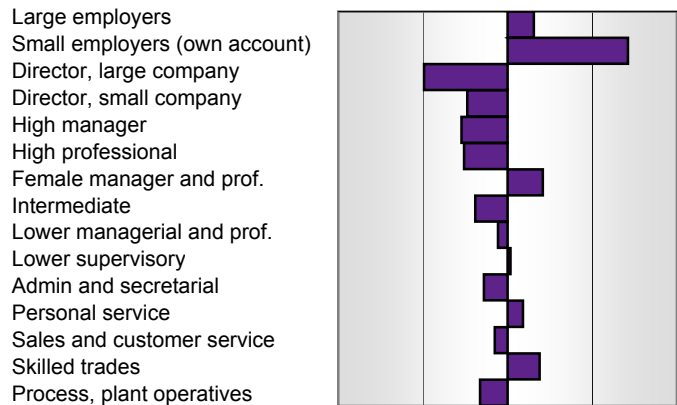 Large employers
Small employers (own account)
Director, large company
Director, small company
High manager
High professional
Female manager and prof.
Intermediate
Lower managerial and prof.
Lower supervisory
Admin and secretarial
Personal service
Sales and customer service
Skilled trades
Process, plant operatives